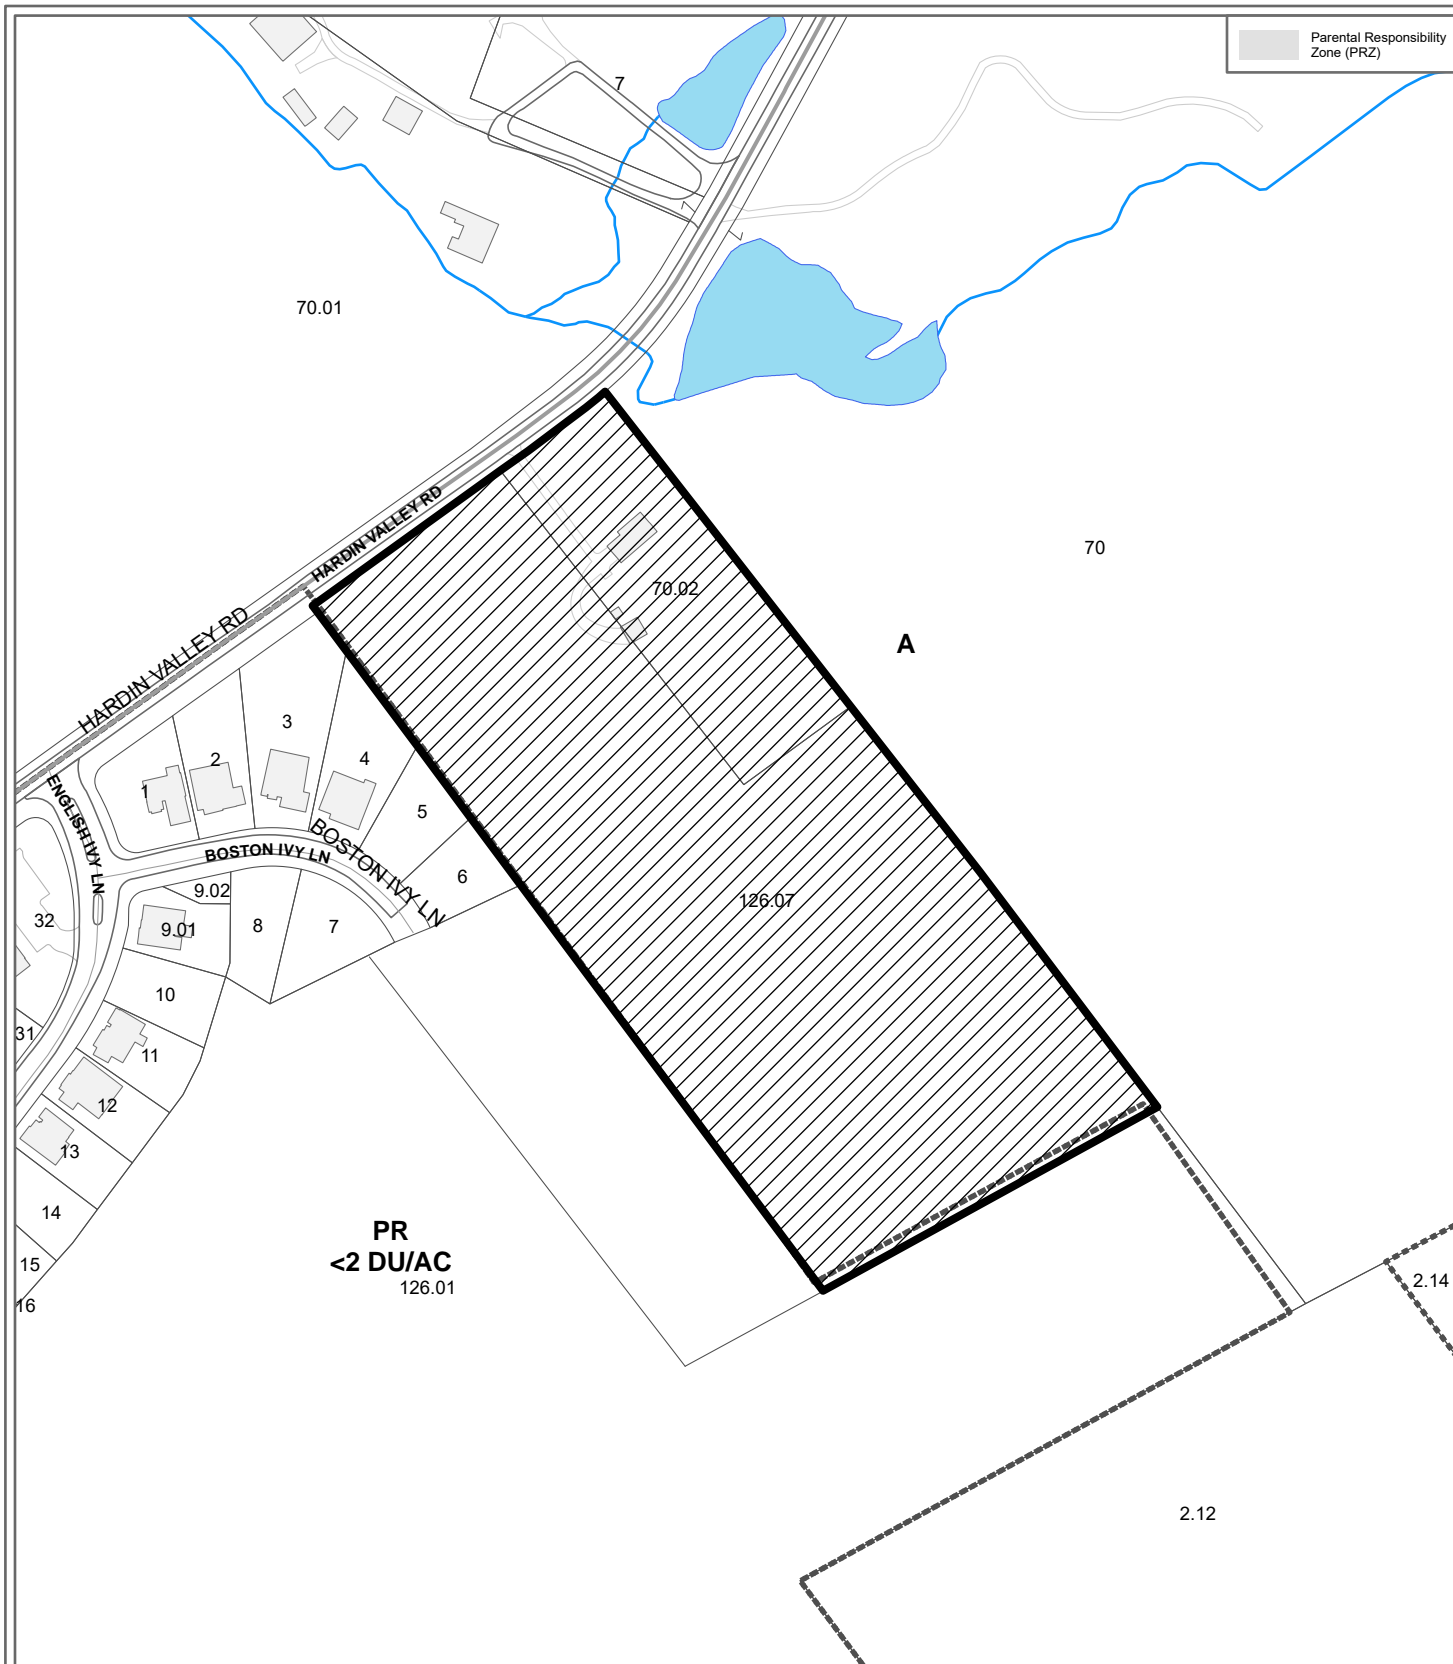 Parental Responsibility
Zone (PRZ)
7
70.01
HARDIN VALLEY RD
70
70.02
HARDIN VALLEY RD
A
3
2
4
1
5
ENGLISH IVY LN
BOSTON IVY LN
BOSTON IVY LN
6
9.02
126.07
32
9.01
8
7
10
31
11
12
13
14
PR
<2 DU/AC
126.01
15
16
2.14
2.12